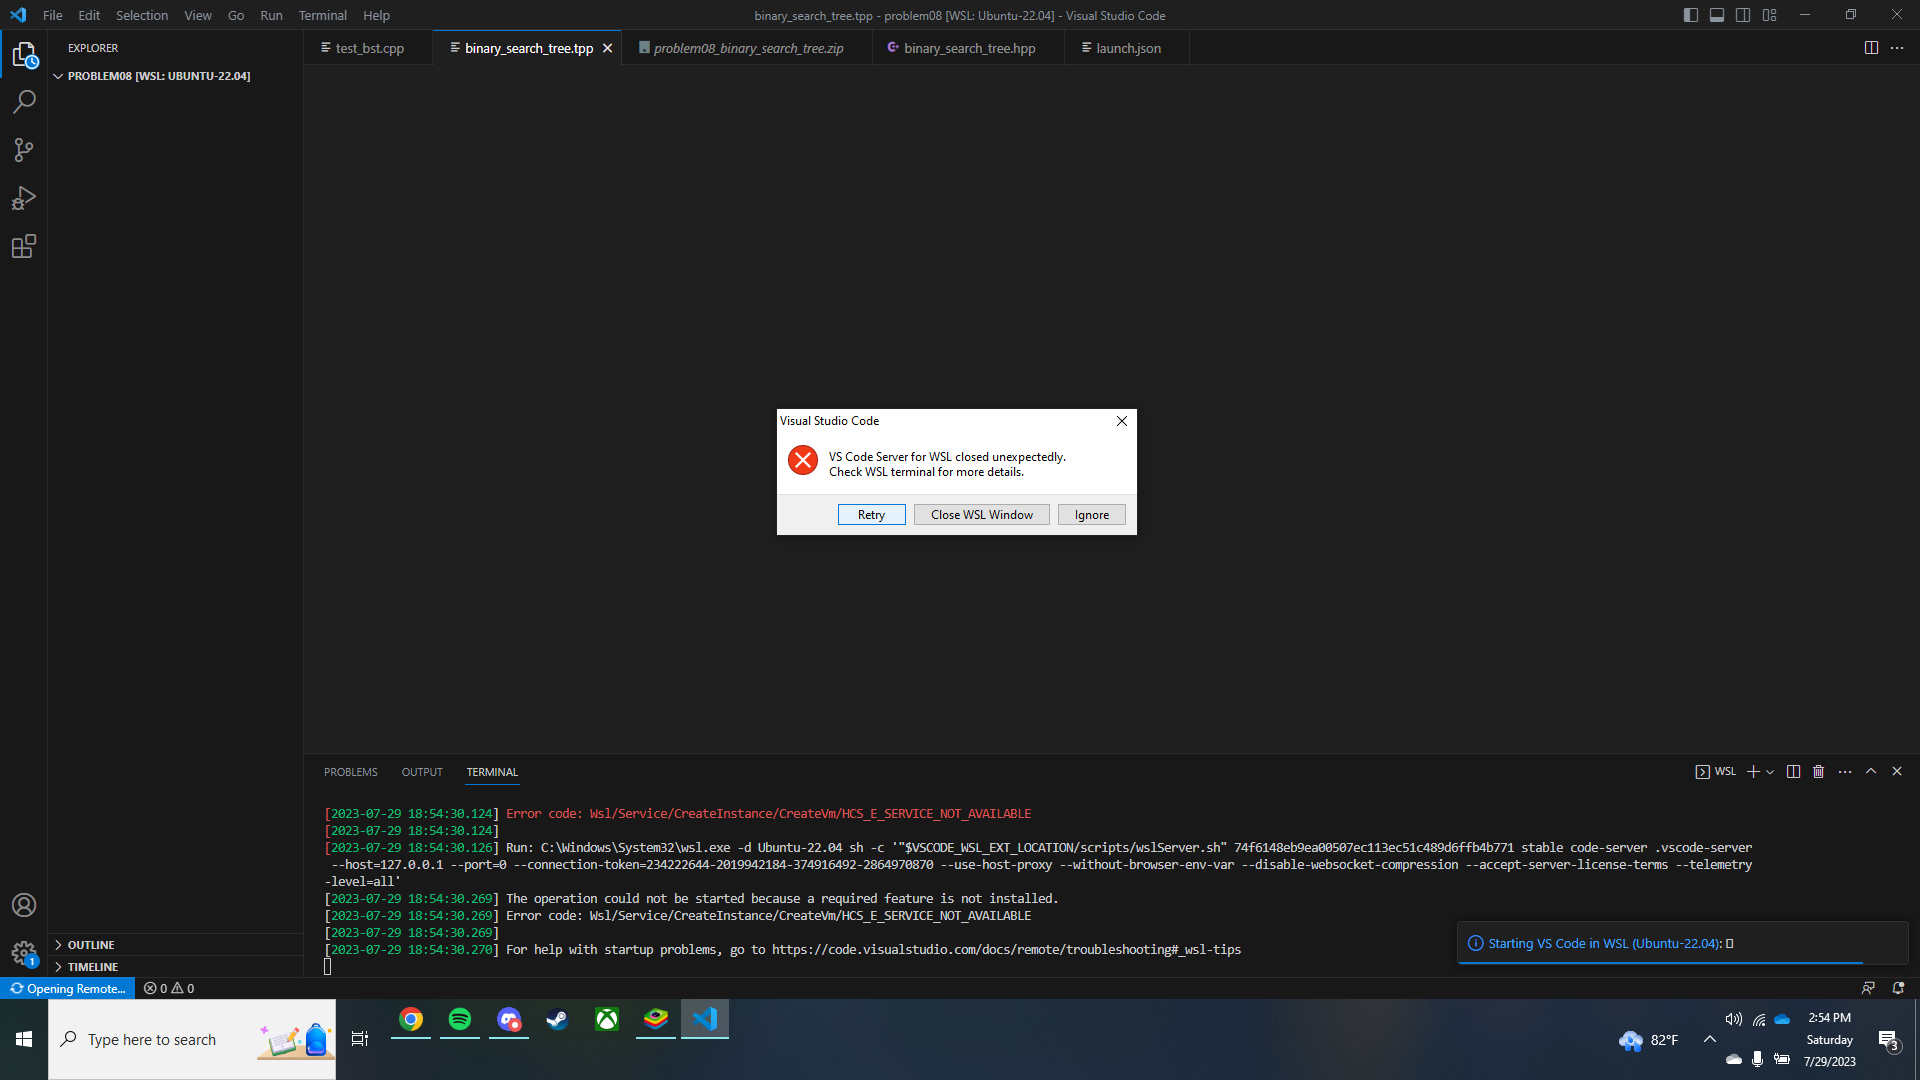 File Edit Selection View Go Run Terminal Help
binary_search_tree.tpp - problem08 [WSL: Ubuntu-22.04] - Visual Studio Code
EXPLORER
test_bst.cpp
binary_search_tree.tpp
problem08_binary_search_tree.zip
binary_search_tree.hpp
launch.json
PROBLEM08 [WSL: UBUNTU-22.04]
Visual Studio Code
VS Code Server for WSL closed unexpectedly.
Check WSL terminal for more details.
Retry
Close WSL Window
Ignore
PROBLEMS OUTPUT TERMINAL
WSL
[2023-07-29 18:54:30.124] Error code: Wsl/Service/CreateInstance/CreateVm/HCS_E_SERVICE_NOT_AVAILABLE
[2023-07-29 18:54:30.124]
[2023-07-29 18:54:30.126] Run: C:\Windows\System32\wsl.exe -d Ubuntu-22.04 sh -c '"$VSCODE_WSL_EXT_LOCATION/scripts/wslServer.sh" 74f6148eb9ea00507ec113ec51c489d6ffb4b771 stable code-server .vscode-server
--host=127.0.0.1 --port=0 --connection-token=234222644-2019942184-374916492-2864970870 --use-host-proxy --without-browser-env-var --disable-websocket-compression --accept-server-license-terms --telemetry
-level=all'
[2023-07-29 18:54:30.269] The operation could not be started because a required feature is not installed.
[2023-07-29 18:54:30.269] Error code: Wsl/Service/CreateInstance/CreateVm/HCS_E_SERVICE_NOT_AVAILABLE
[2023-07-29 18:54:30.269]
[2023-07-29 18:54:30.270] For help with startup problems, go to https://code.visualstudio.com/docs/remote/troubleshooting#_wsl-tips
Starting VS Code in WSL (Ubuntu-22.04):
OUTLINE
TIMELINE
1
Opening Remote...
0 0
Type here to search
82°F
2:54 PM
Saturday
7/29/2023
3